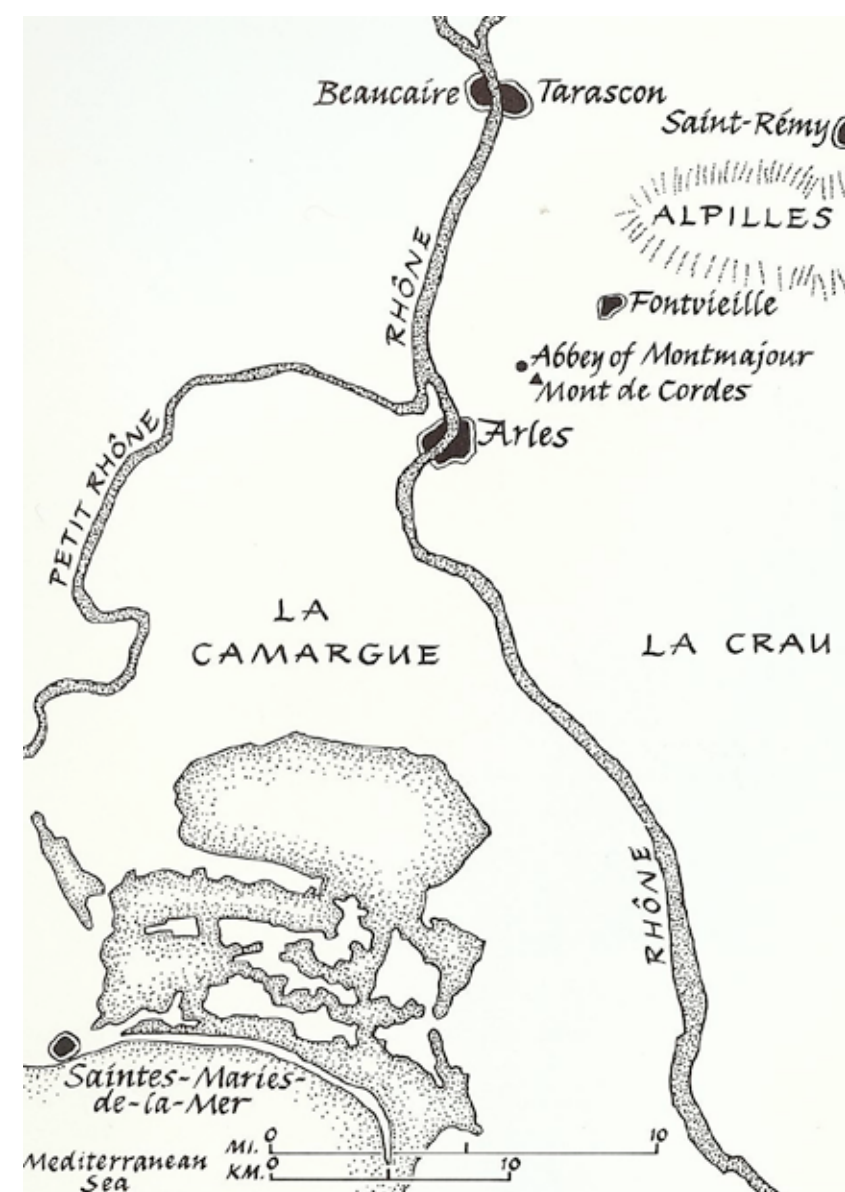 Beaucaire
Tarascon
Saint-Rémy
ALPILLES
RHÔNE
Fontvieille
Abbey of Montmajour
Mont de Cordes
Arles
PETIT RHÔNE
LA
CAMARGUE
LA CRAU
RHÔNE
Saintes-Maries-
de-la-Mer
Mediterranean
Sea
MI. 0 10
KM. 0 10